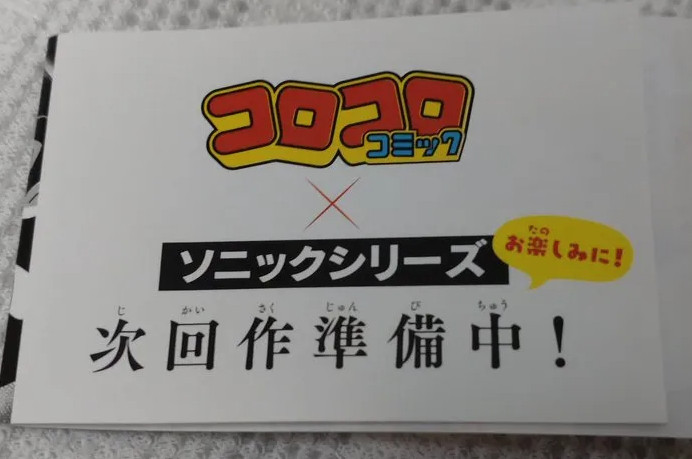 コロコロ
コミック
×
ソニックシリーズ
たの
お楽しみに!
じ かい さく じゅん び ちゅう
次回作準備中!